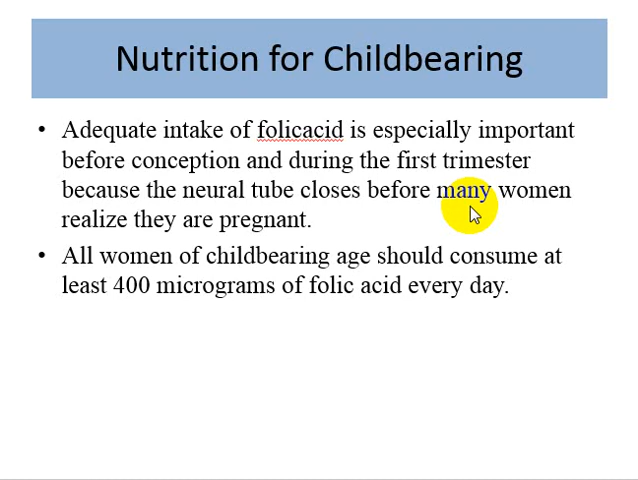 Nutrition for Childbearing
• Adequate intake of folicacid is especially important
before conception and during the first trimester
because the neural tube closes before many women
realize they are pregnant.
• All women of childbearing age should consume at
least 400 micrograms of folic acid every day.